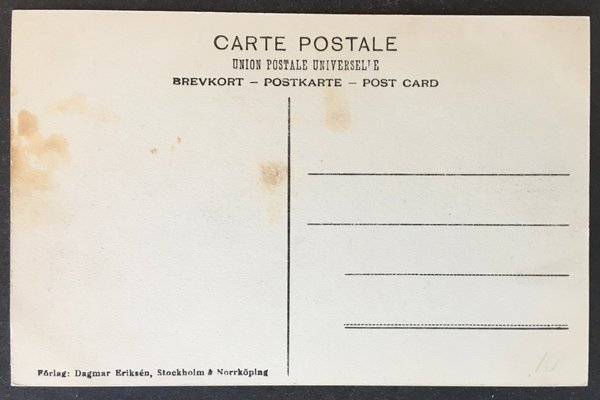 CARTE POSTALE
UNION POSTALE UNIVERSELLE
BREVKORT – POSTKARTE – POST CARD
Förlag: Dagmar Eriksén, Stockholm & Norrköping